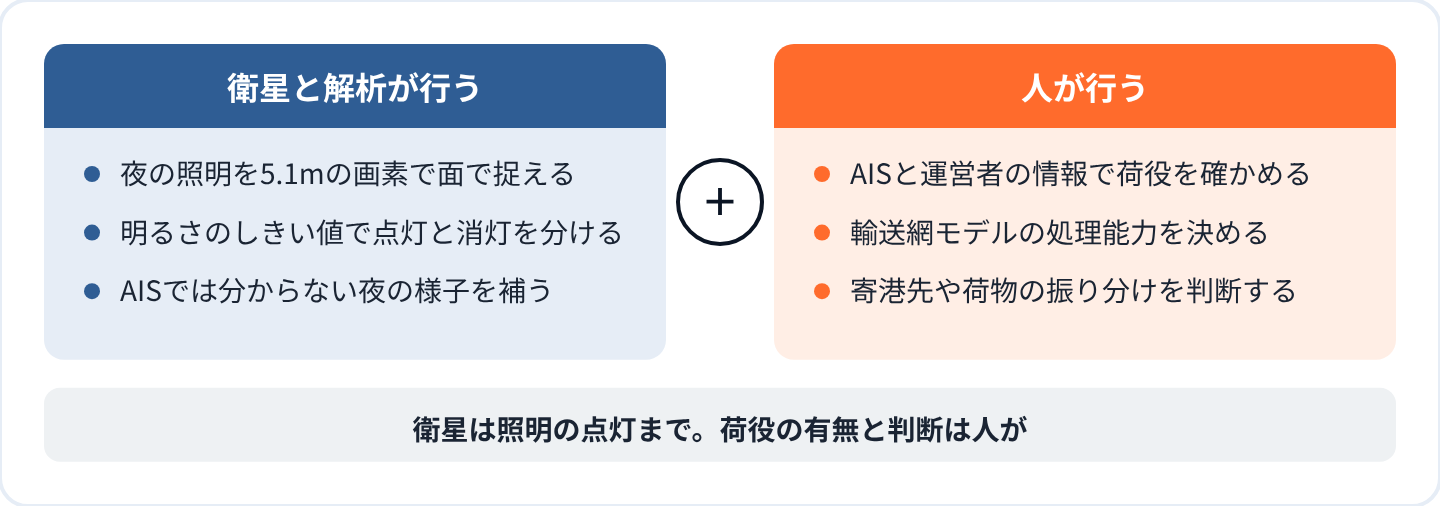 衛星と解析が行う
夜の照明を5.1mの画素で面で捉える
明るさのしきい値で点灯と消灯を分ける
AISでは分からない夜の様子を補う
+
人が行う
AISと運営者の情報で荷役を確かめる
輸送網モデルの処理能力を決める
寄港先や荷物の振り分けを判断する
衛星は照明の点灯まで。荷役の有無と判断は人が